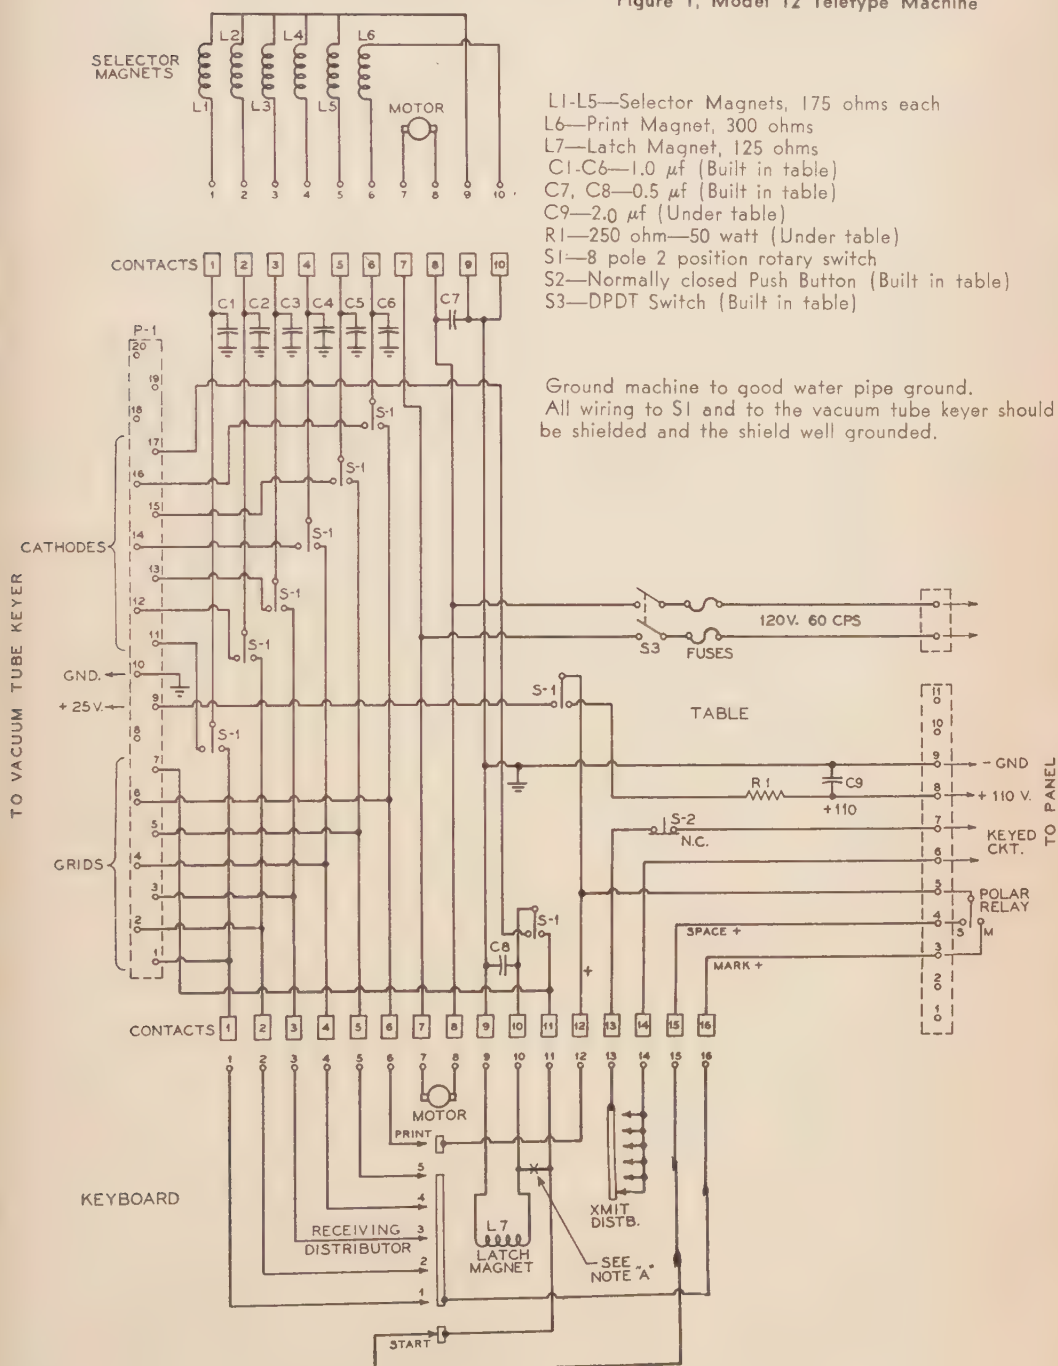 Figure 1, Model 12 Teletype Machine
SELECTOR
MAGNETS
L1
L2
L3
L4
L5
L6
MOTOR
1 2 3 4 5 6 7 8 9 10
L1-L5—Selector Magnets, 175 ohms each
L6—Print Magnet, 300 ohms
L7—Latch Magnet, 125 ohms
C1-C6—1.0 μf (Built in table)
C7, C8—0.5 μf (Built in table)
C9—2.0 μf (Under table)
R1—250 ohm—50 watt (Under table)
S1—8 pole 2 position rotary switch
S2—Normally closed Push Button (Built in table)
S3—DPDT Switch (Built in table)
Ground machine to good water pipe ground.
All wiring to S1 and to the vacuum tube keyer should
be shielded and the shield well grounded.
CONTACTS 1 2 3 4 5 6 7 8 9 10
C1 C2 C3 C4 C5 C6 C7
P-1
20
19
18
17
16
15
14
13
12
11
10
9
8
7
6
5
4
3
2
1
S-1
S-1
S-1
S-1
S-1
S-1
CATHODES
GND.
+ 25 V.
GRIDS
TO VACUUM TUBE KEYER
S3
FUSES
120V. 60 CPS
S-1
TABLE
11
10
9
8
7
6
5
4
3
2
1
- GND
+ 110 V.
KEYED
CKT.
POLAR
RELAY
S
M
TO PANEL
R1
C9
+110
S-2
N.C.
S-1
C8
+
SPACE +
MARK +
CONTACTS 1 2 3 4 5 6 7 8 9 10 11 12 13 14 15 16
1 2 3 4 5 6 7 8 9 10 11 12 13 14 15 16
MOTOR
PRINT
5
4
3
2
1
KEYBOARD
RECEIVING
DISTRIBUTOR
L7
LATCH
MAGNET
X
SEE
NOTE "A"
XMIT
DISTB.
START